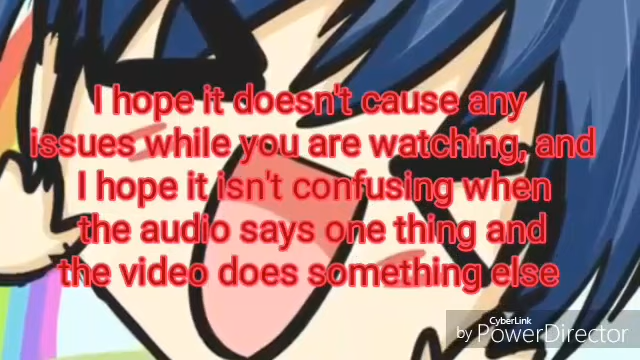 I hope it doesn't cause any
issues while you are watching, and
I hope it isn't confusing when
the audio says one thing and
the video does something else
CyberLink
by PowerDirector